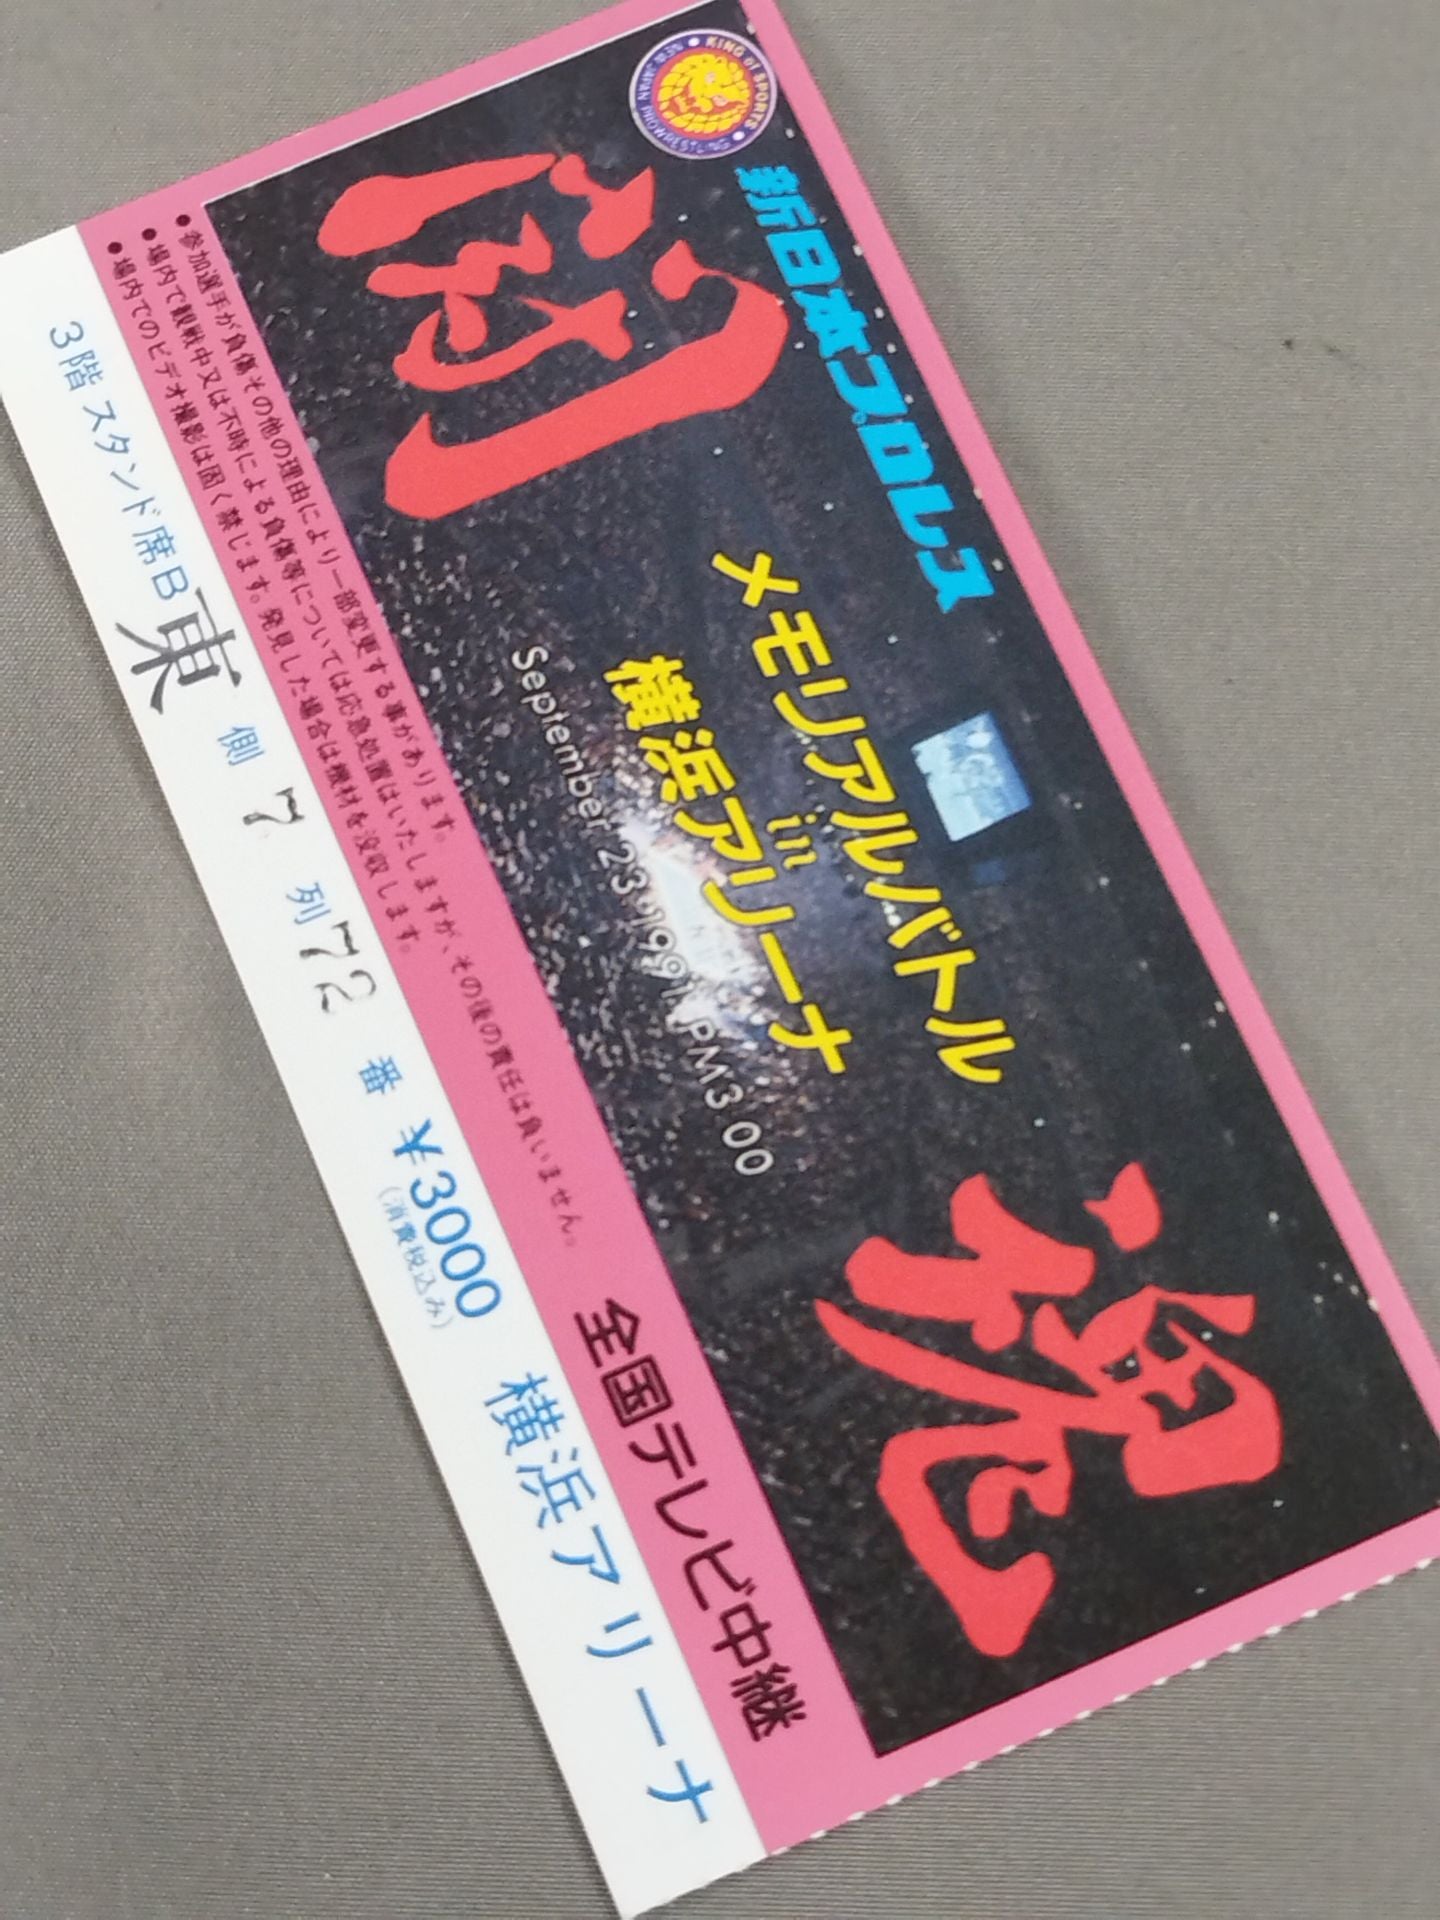 KING of SPORTS
NEW JAPAN PROWRESTLING
新日本プロレス
闘魂
メモリアルバトル
in
横浜アリーナ
September 23・1991 PM3:00
●参加選手が負傷その他の理由により一部変更する事があります。
●場内で観戦中又は不時による負傷等については応急処置はいたしますが、その後の責任は負いません。
●場内でのビデオ撮影は固く禁じます。発見した場合は機材を没収します。
全国テレビ中継
3階スタンド席B 東 側 7 列 72 番 ¥3000 横浜アリーナ
(消費税込み)